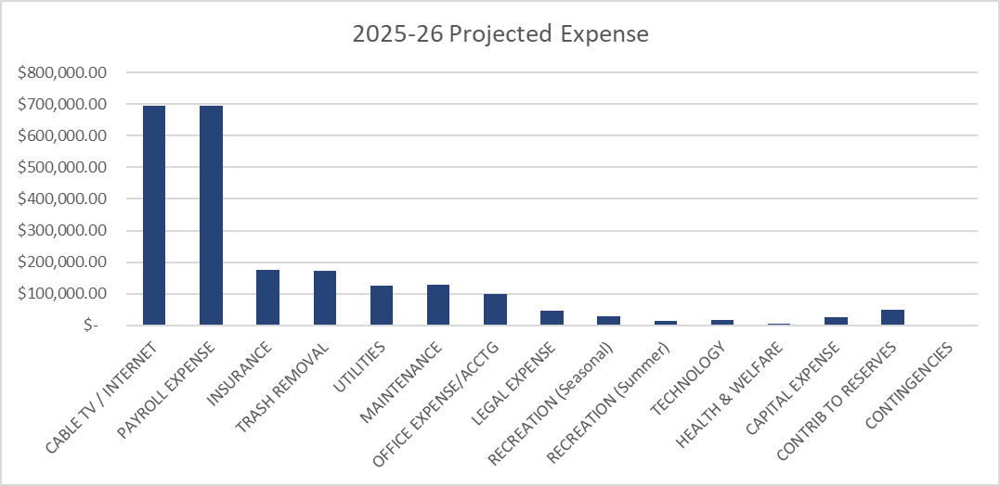 2025-26 Projected Expense
$800,000.00
$700,000.00
$600,000.00
$500,000.00
$400,000.00
$300,000.00
$200,000.00
$100,000.00
$-
CABLE TV / INTERNET
PAYROLL EXPENSE
INSURANCE
TRASH REMOVAL
UTILITIES
MAINTENANCE
OFFICE EXPENSE/ACCTG
LEGAL EXPENSE
RECREATION (Seasonal)
RECREATION (Summer)
TECHNOLOGY
HEALTH & WELFARE
CAPITAL EXPENSE
CONTRIB TO RESERVES
CONTINGENCIES